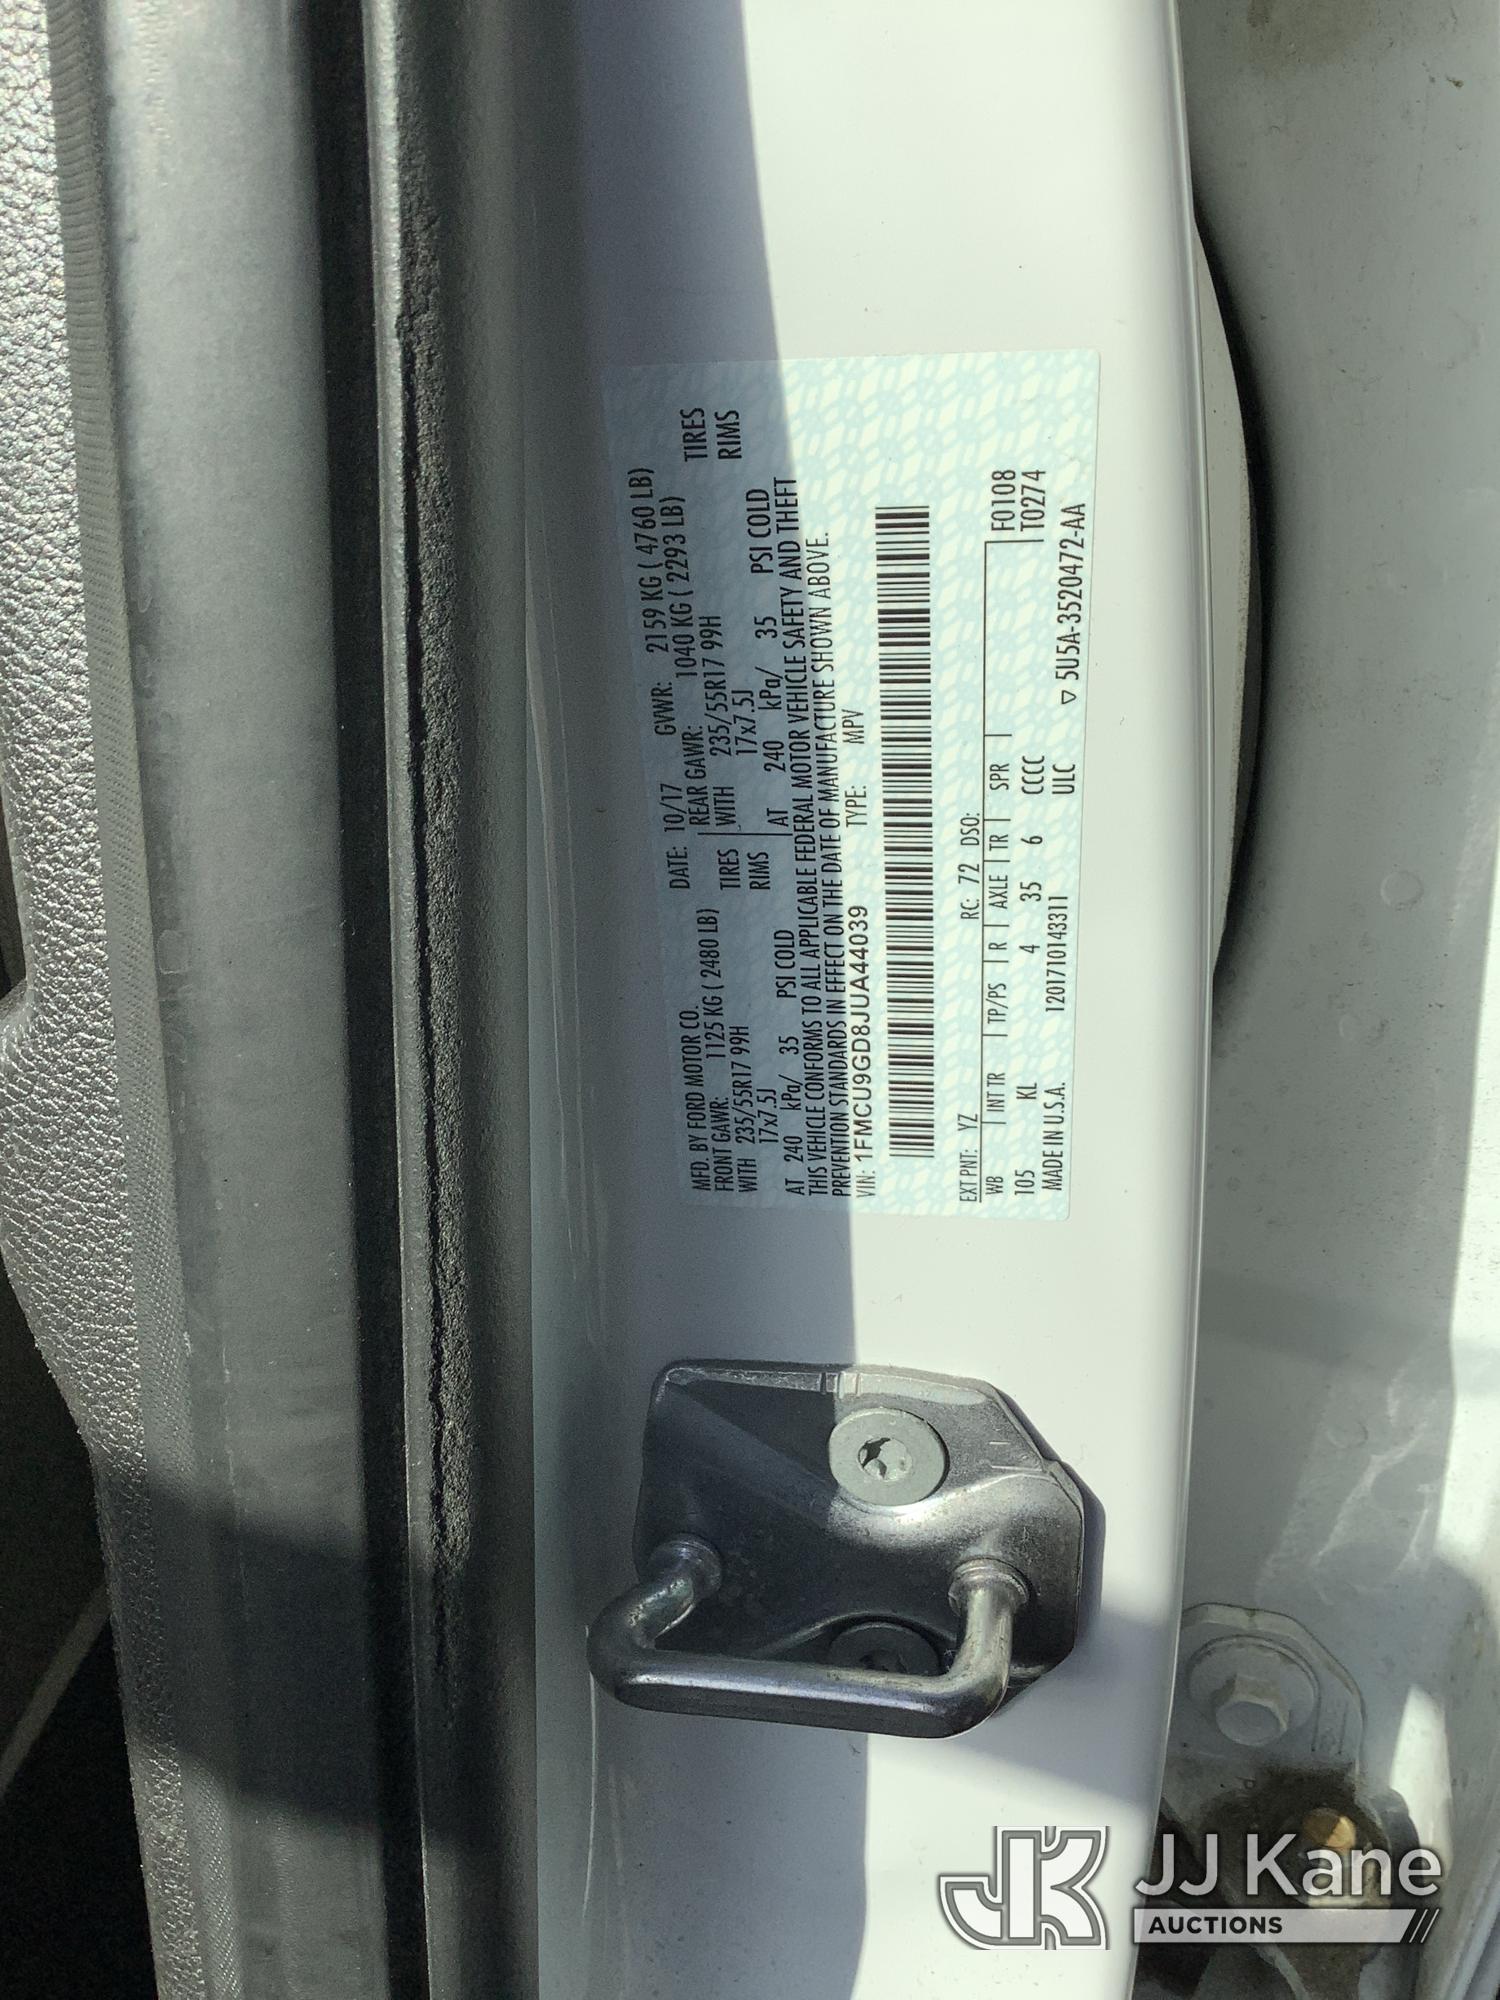 MFD. BY FORD MOTOR CO. DATE: 10/17 GVWR: 2159 KG ( 4760 LB)
FRONT GAWR: 1125 KG ( 2480 LB) REAR GAWR: 1040 KG ( 2293 LB)
WITH 235/55R17 99H TIRES WITH 235/55R17 99H TIRES
17x7.5J RIMS 17x7.5J RIMS
AT 240 kPa/ 35 PSI COLD AT 240 kPa/ 35 PSI COLD
THIS VEHICLE CONFORMS TO ALL APPLICABLE FEDERAL MOTOR VEHICLE SAFETY AND THEFT
PREVENTION STANDARDS IN EFFECT ON THE DATE OF MANUFACTURE SHOWN ABOVE.
VIN: 1FMCU9GD8JUA44039 TYPE: MPV
EXT PNT: YZ RC: 72 DSO:
WB INT TR TP/PS R AXLE TR SPR F0108
105 KL 4 35 6 CCCC T0274
MADE IN U.S.A. 120171014331​1 ULC ▽ 5U5A-3520472-AA
JK JJ Kane
AUCTIONS